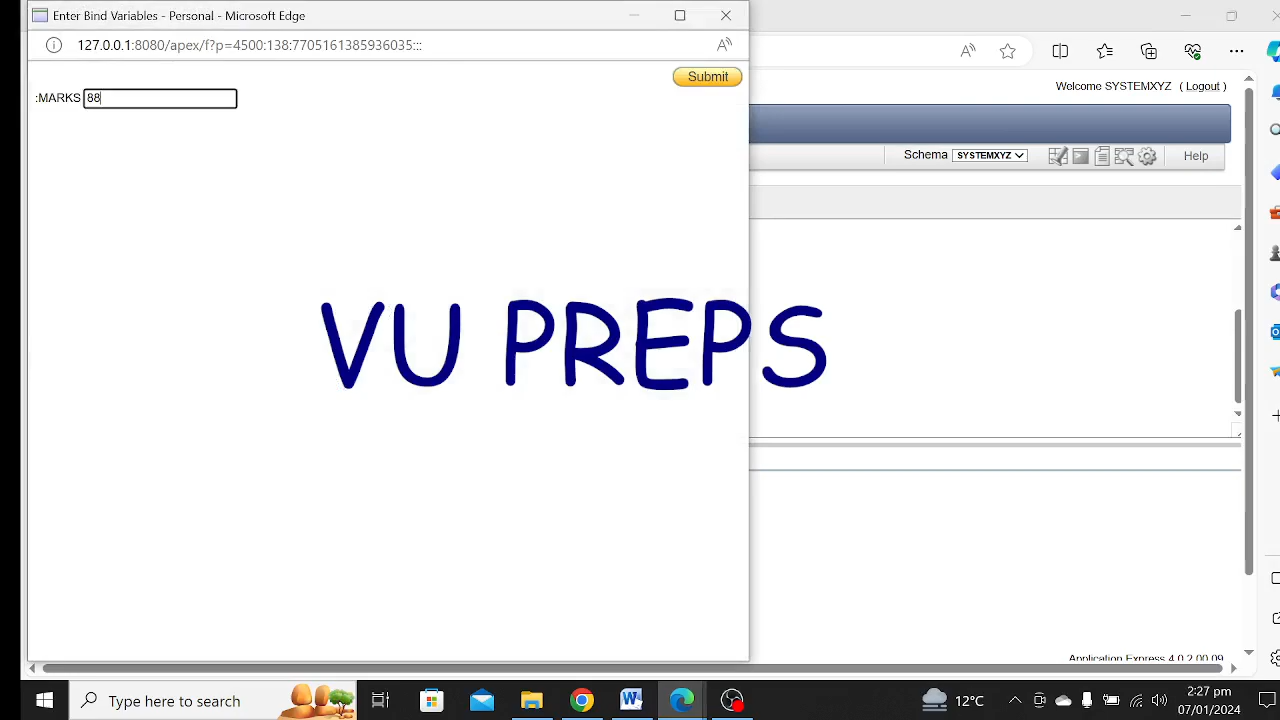 Enter Bind Variables - Personal - Microsoft Edge
127.0.0.1:8080/apex/f?p=4500:138:7705161385936035:::
Submit
:MARKS 88
Welcome SYSTEMXYZ ( Logout )
Schema SYSTEMXYZ Help
VU PREPS
Application Express 4.0.2.00.09
Type here to search
12°C
2:27 pm
07/01/2024